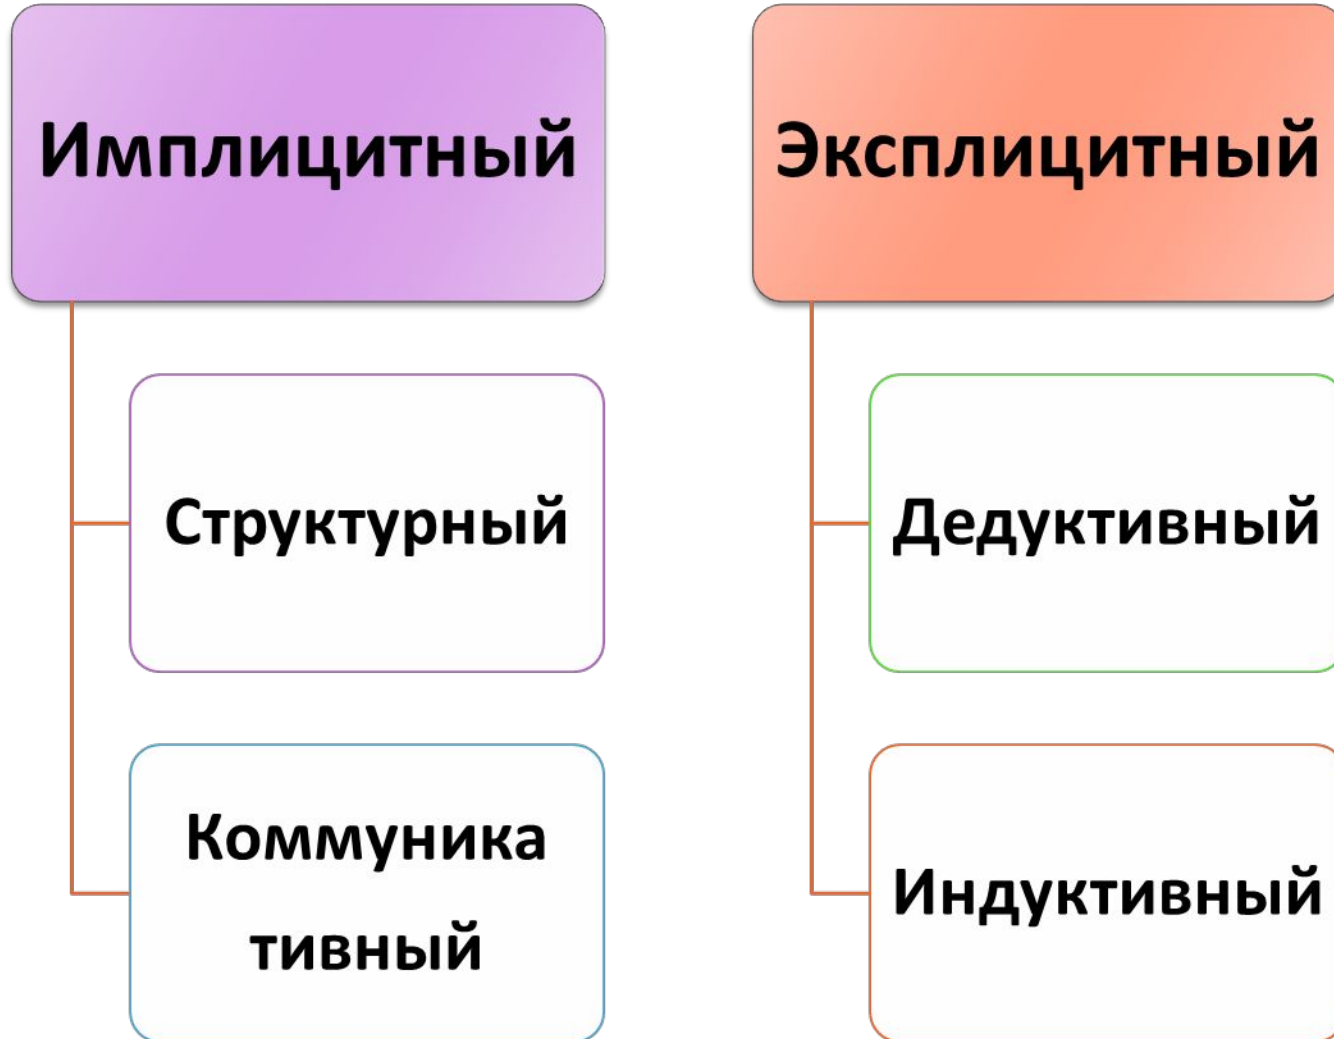 Имплицитный
Структурный
Коммуника
тивный
Эксплицитный
Дедуктивный
Индуктивный